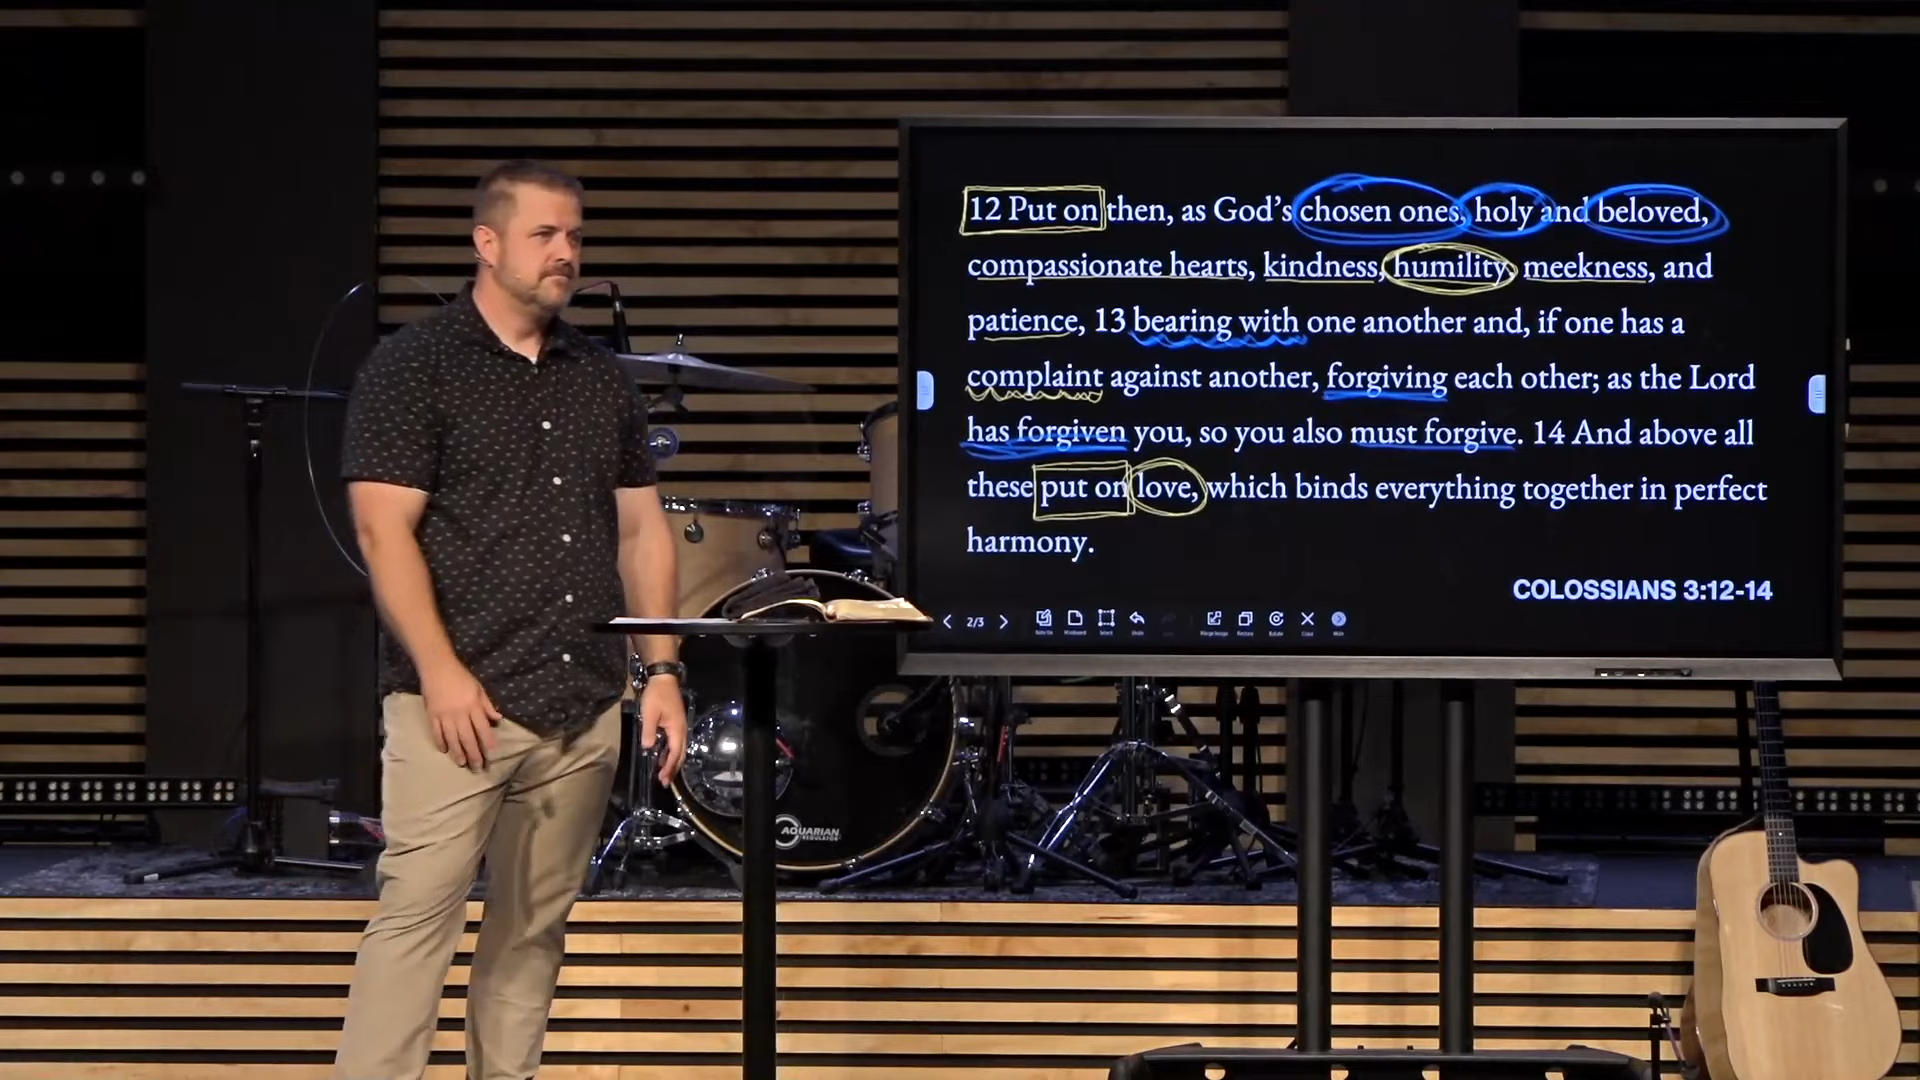 12 Put on then, as God’s chosen ones, holy and beloved,
compassionate hearts, kindness, humility, meekness, and
patience, 13 bearing with one another and, if one has a
complaint against another, forgiving each other; as the Lord
has forgiven you, so you also must forgive. 14 And above all
these put on love, which binds everything together in perfect
harmony.
COLOSSIANS 3:12-14
2/3
AQUARIAN
REGULATOR